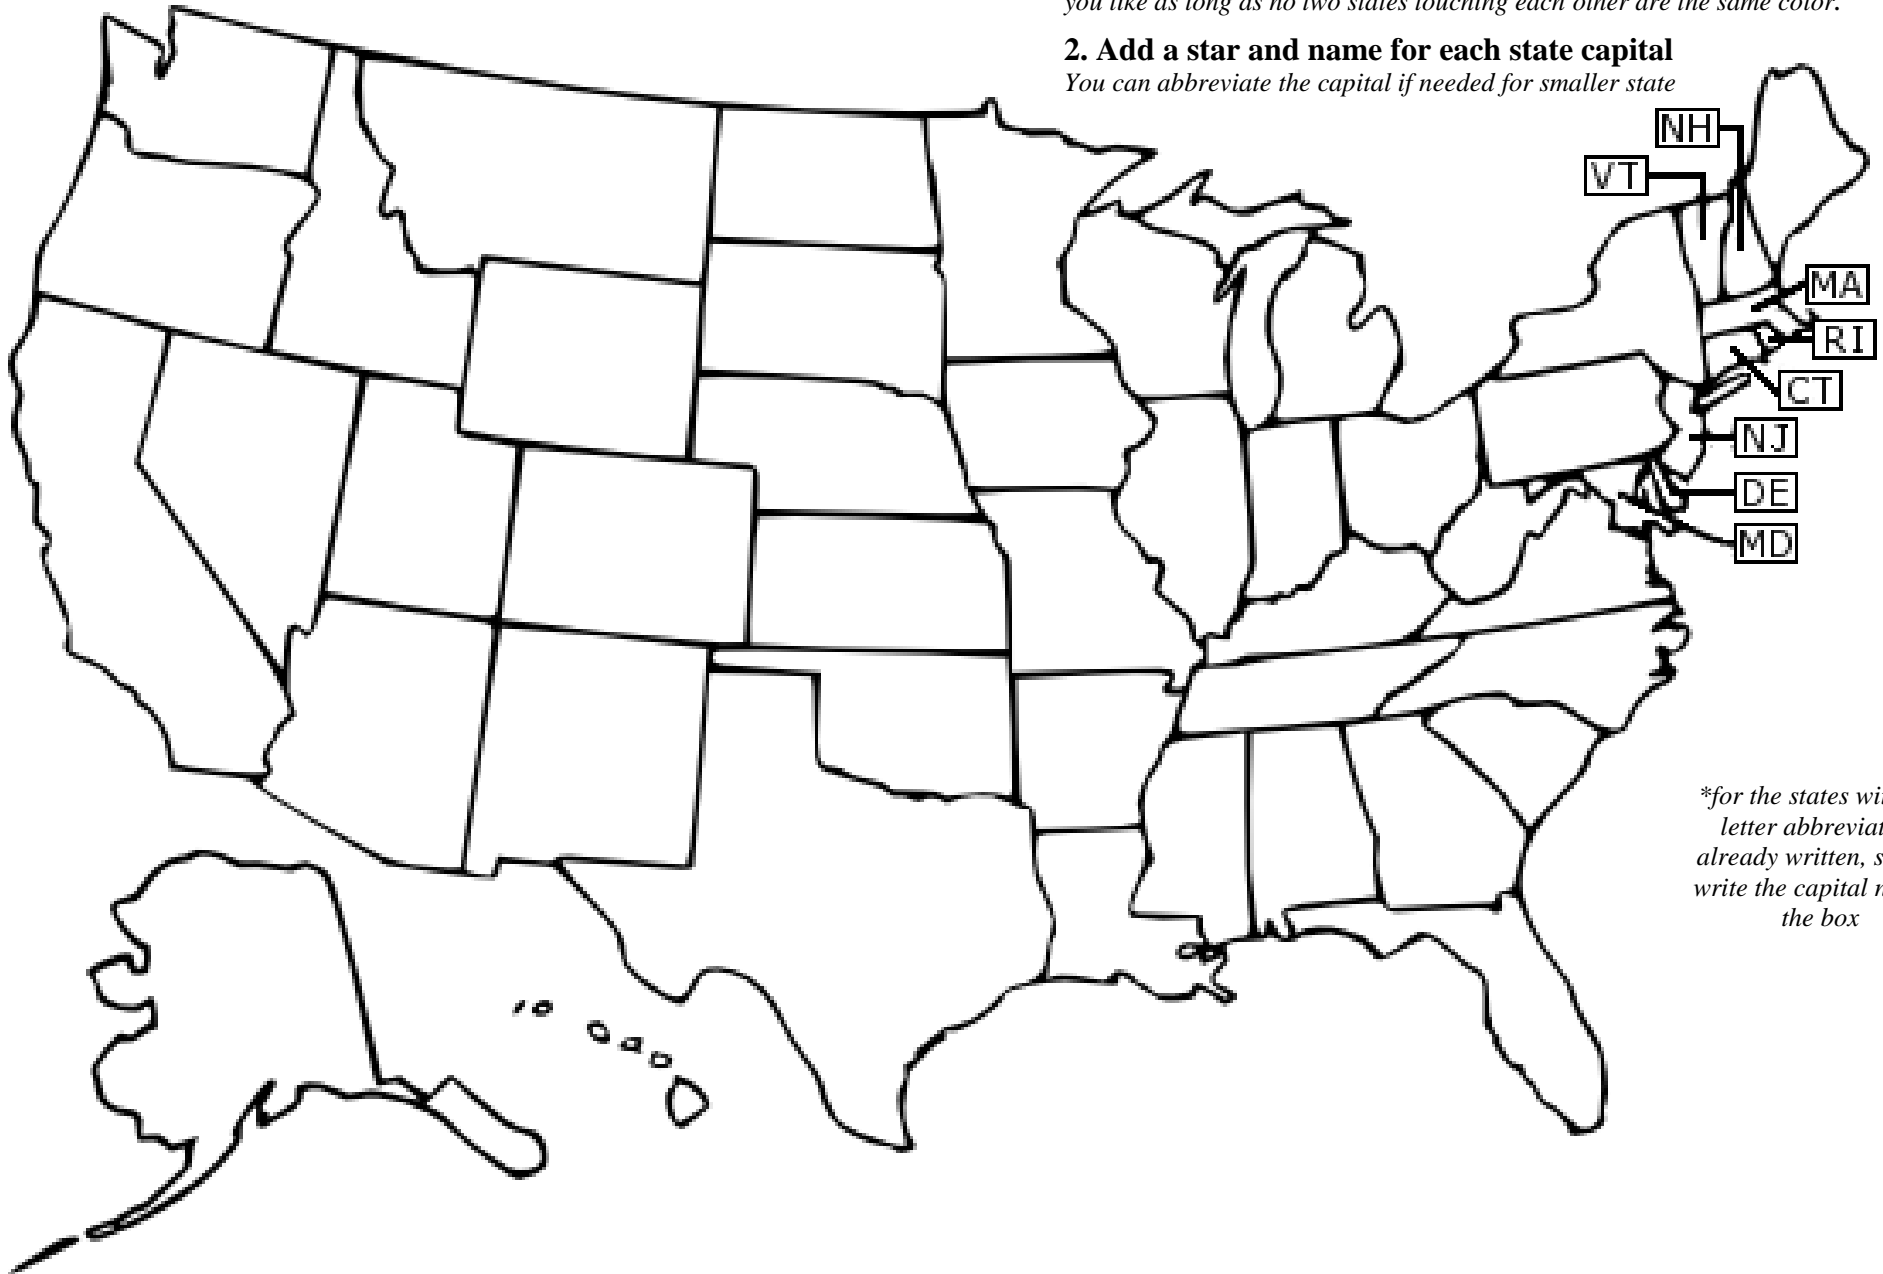 you like as long as no two states touching each other are the same color.
2. Add a star and name for each state capital
You can abbreviate the capital if needed for smaller state
NH
VT
MA
RI
CT
NJ
DE
MD
*for the states
letter
already written,
write the capital
the box